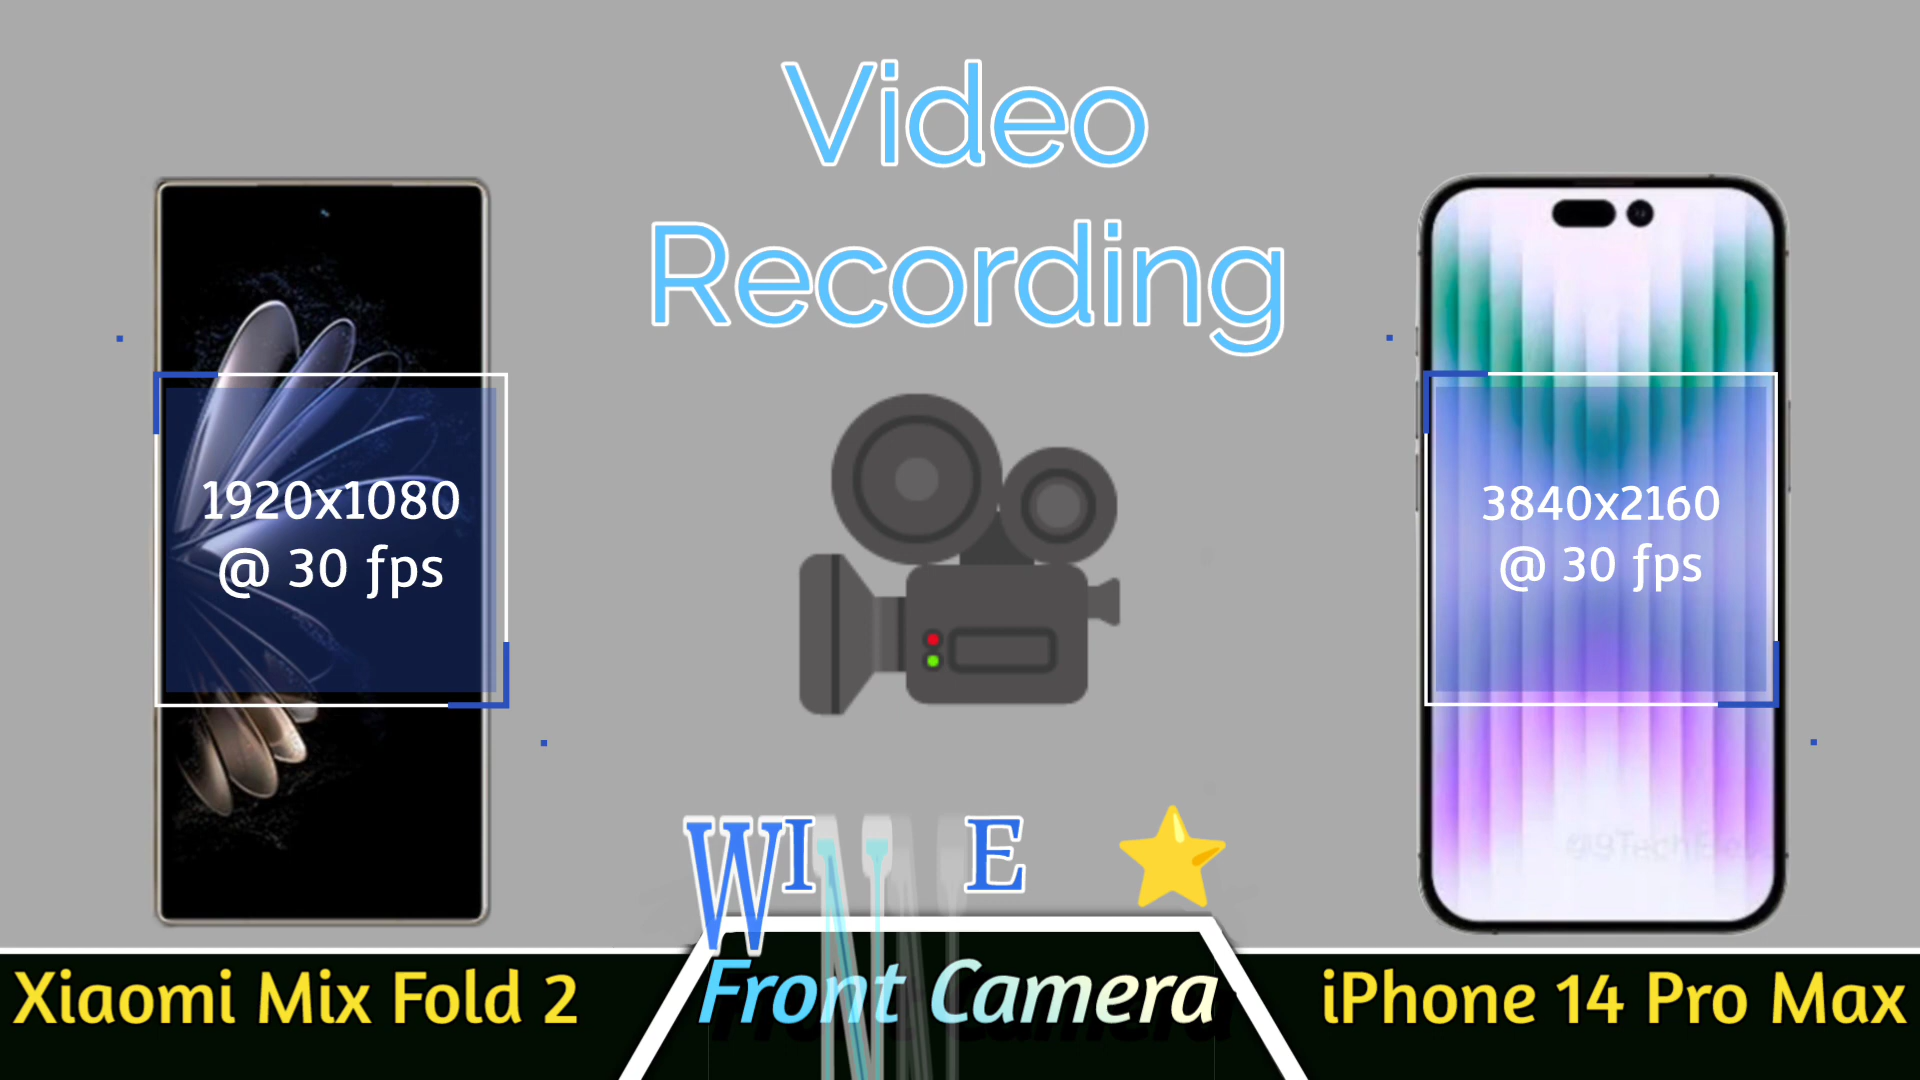 Video
Recording
1920x1080
@ 30 fps
3840x2160
@ 30 fps
Front Camera
Xiaomi Mix Fold 2
iPhone 14 Pro Max